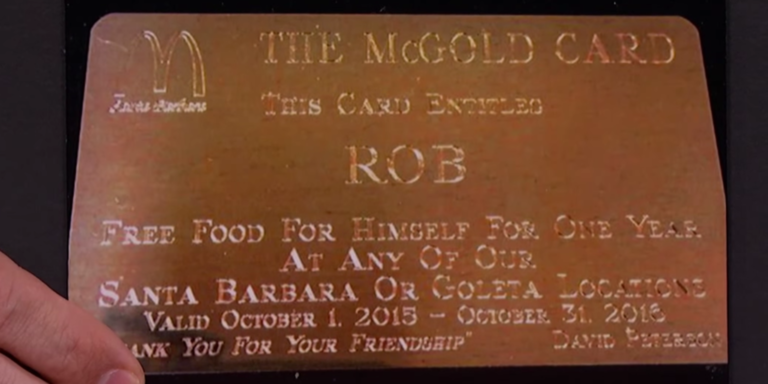 THE McGOLD CARD
THIS CARD ENTITLES
ROB
FREE FOOD FOR HIMSELF FOR ONE YEAR
AT ANY OF OUR
SANTA BARBARA OR GOLETA LOCATIONS
VALID OCTOBER 1, 2015 – OCTOBER 31, 2016
ANK YOU FOR YOUR FRIENDSHIP" DAVID PETERSON